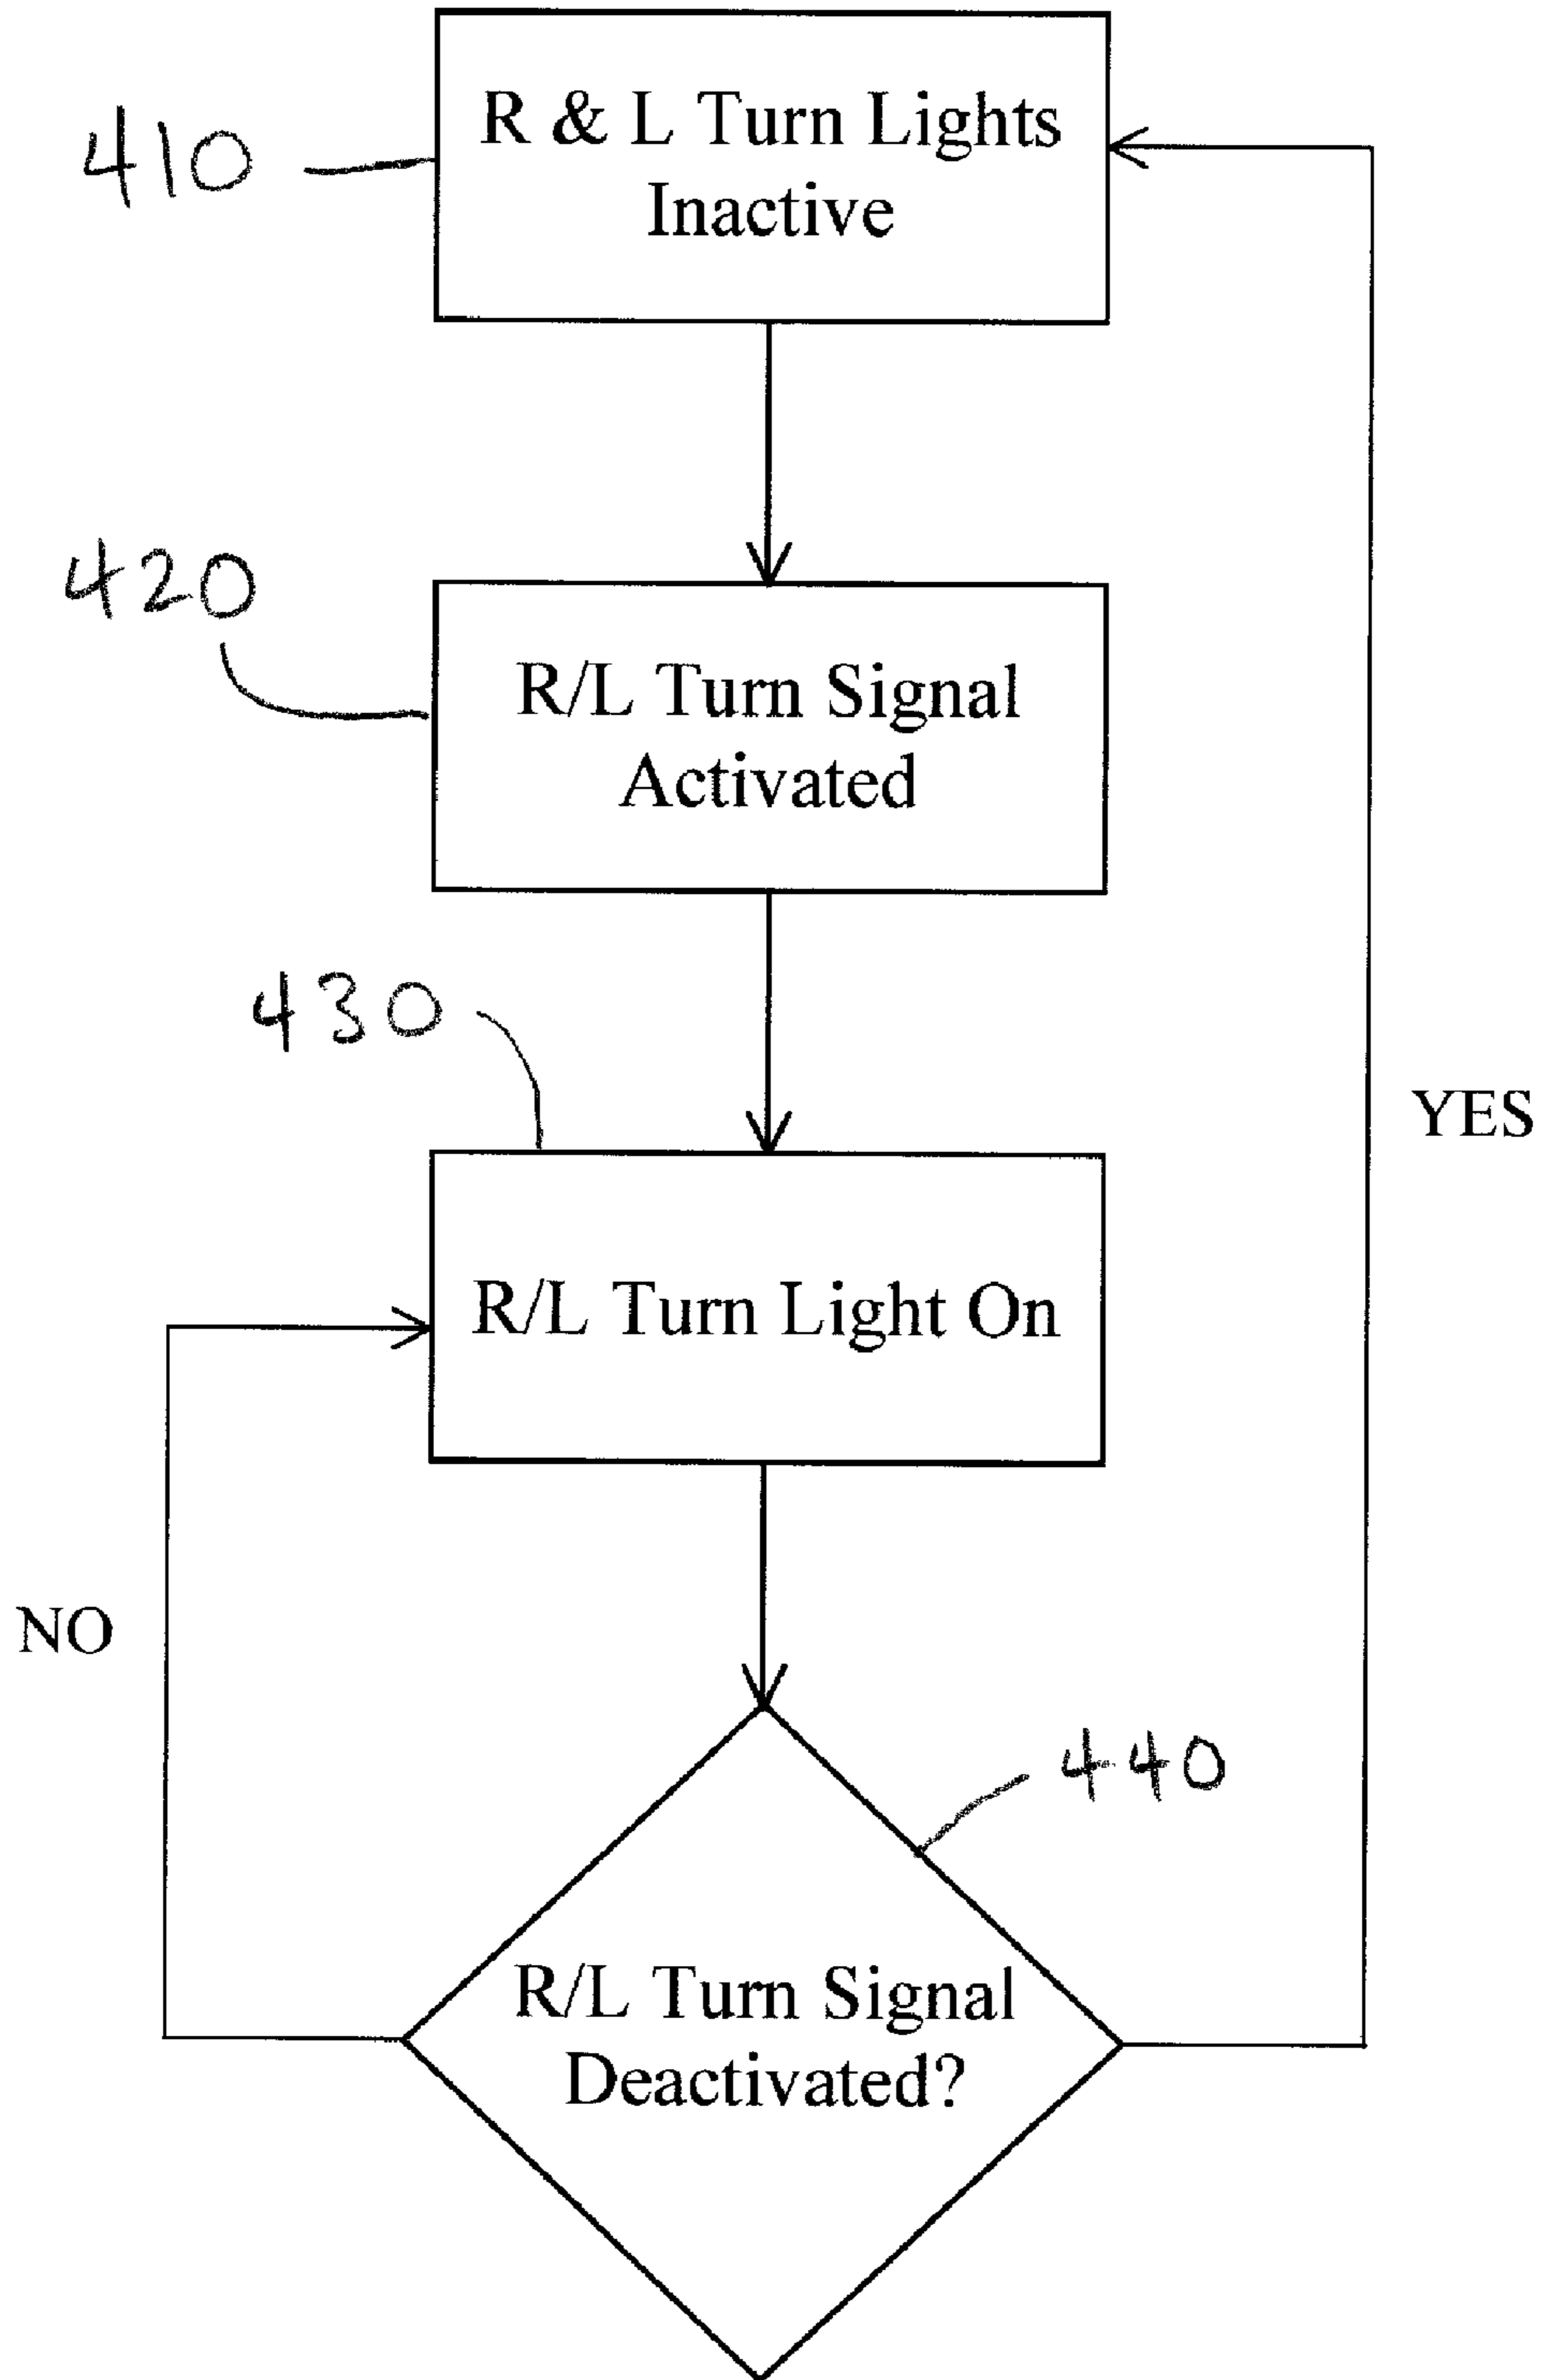 410
R & L Turn Lights
Inactive
420
R/L Turn Signal
Activated
430
YES
R/L Turn Light On
NO
440
R/L Turn Signal
Deactivated?